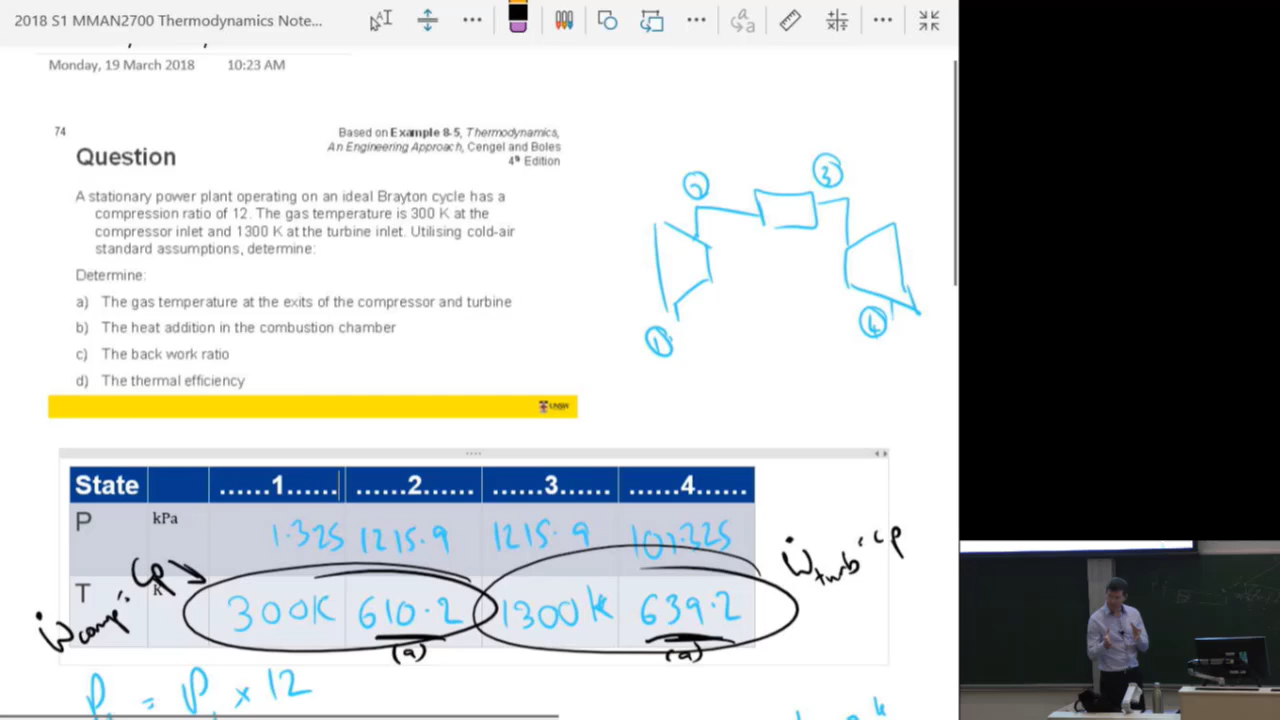 2018 S1 MMAN2700 Thermodynamics Note...
Monday, 19 March 2018 10:23 AM
74
Based on Example 8-5, Thermodynamics,
An Engineering Approach, Cengel and Boles
4th Edition
Question
A stationary power plant operating on an ideal Brayton cycle has a
compression ratio of 12. The gas temperature is 300 K at the
compressor inlet and 1300 K at the turbine inlet. Utilising cold-air
standard assumptions, determine:
Determine:
a) The gas temperature at the exits of the compressor and turbine
b) The heat addition in the combustion chamber
c) The back work ratio
d) The thermal efficiency
UNSW
2
3
1
4
State ......1...... ......2...... ......3...... ......4......
P kPa 1.325 1215.9 1215.9 101.325
T K 300K 610.2 1300K 639.2
(a) (a)
Ẇcomp: Cp
Ẇturb: Cp
= P1 × 12